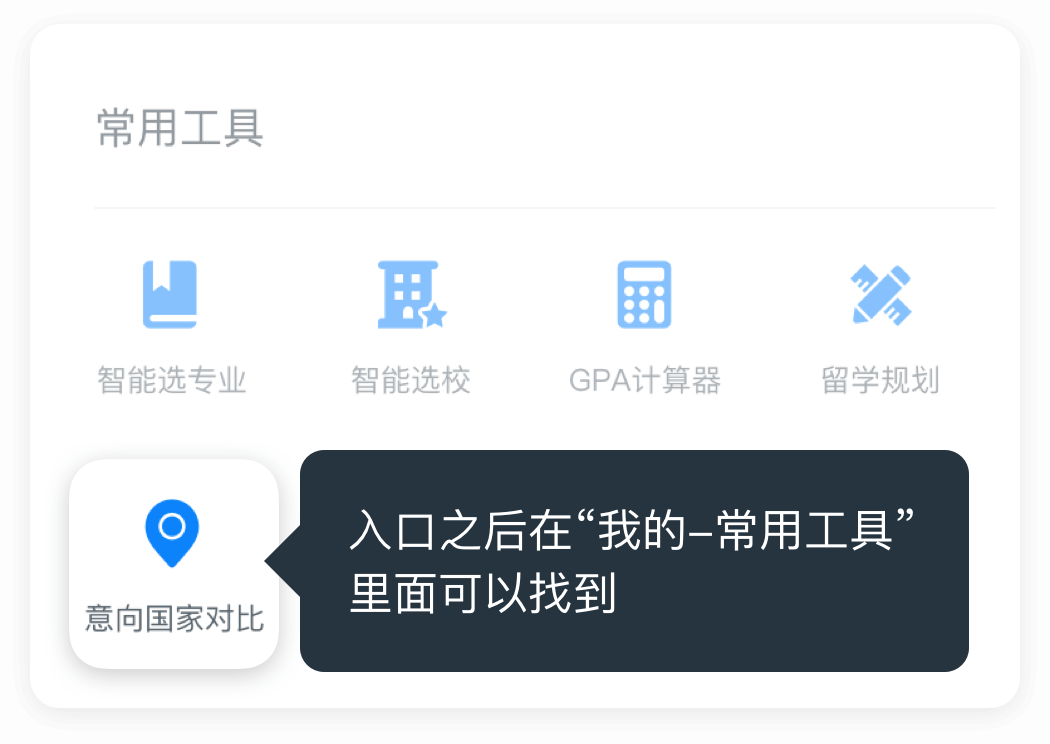 常用工具
智能选专业
智能选校
GPA计算器
留学规划
意向国家对比
入口之后在“我的–常用工具”
里面可以找到